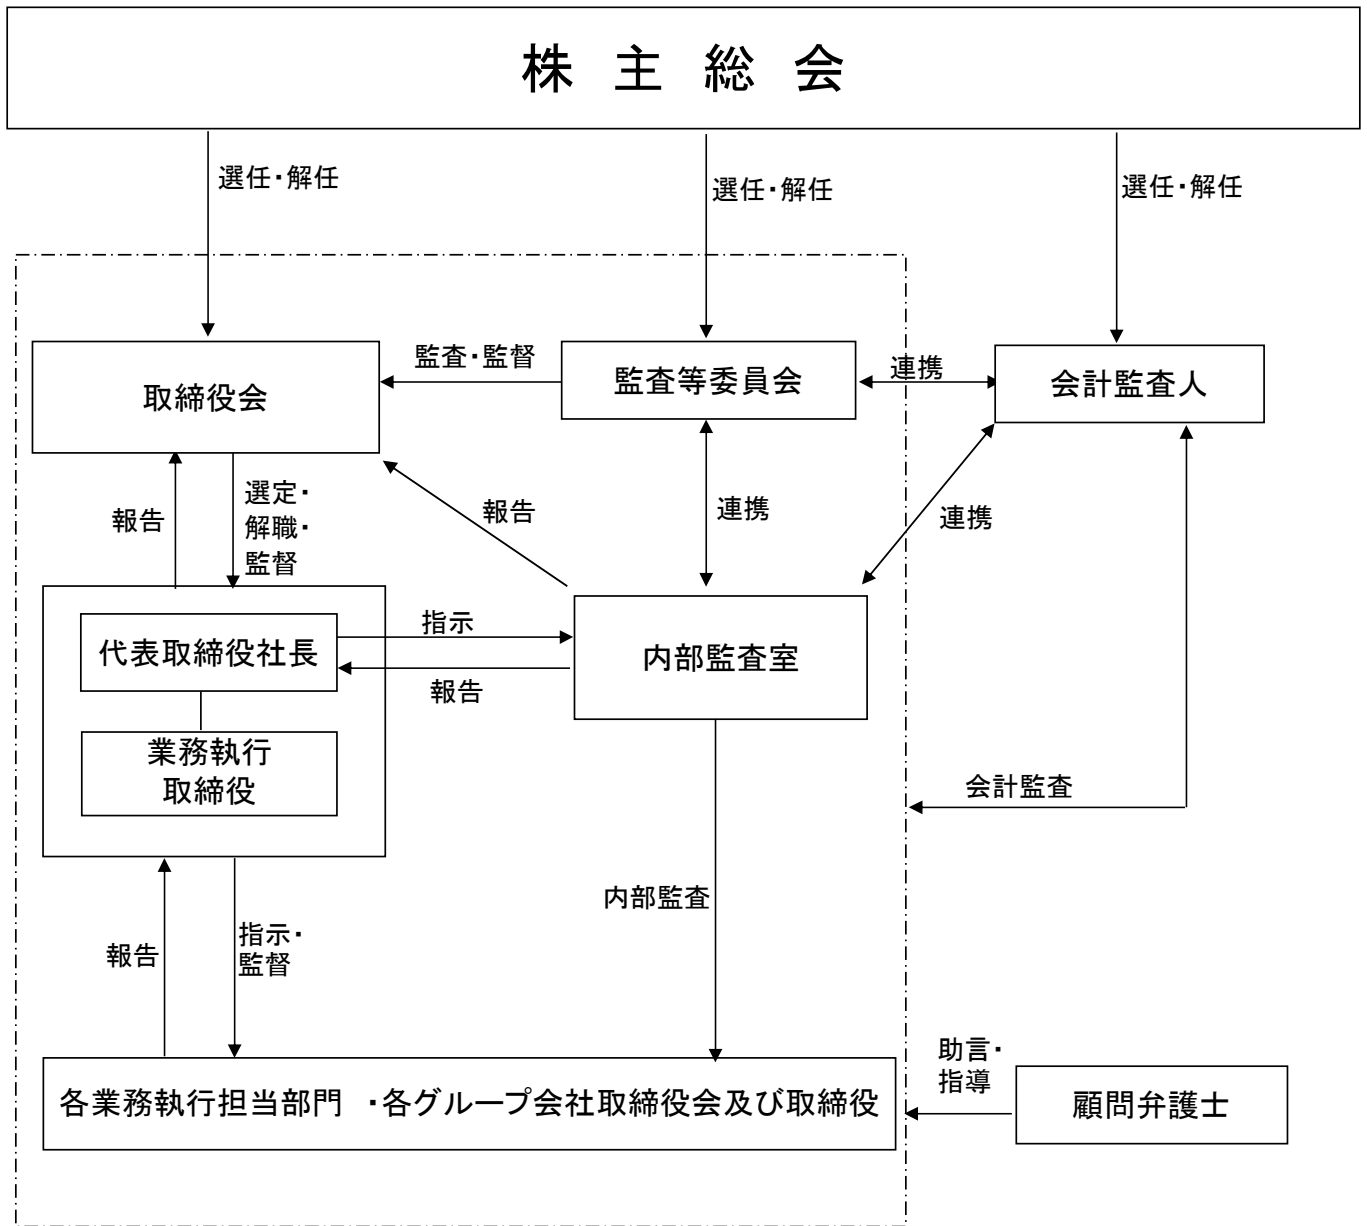 株 主 総 会
選任・解任
選任・解任
選任・解任
取締役会
監査・監督
監査等委員会
連携
会計監査人
報告
選定・
解職・
監督
報告
連携
連携
代表取締役社長
指示
報告
内部監査室
業務執行
取締役
会計監査
内部監査
報告
指示・
監督
各業務執行担当部門 ・各グループ会社取締役会及び取締役
助言・
指導
顧問弁護士